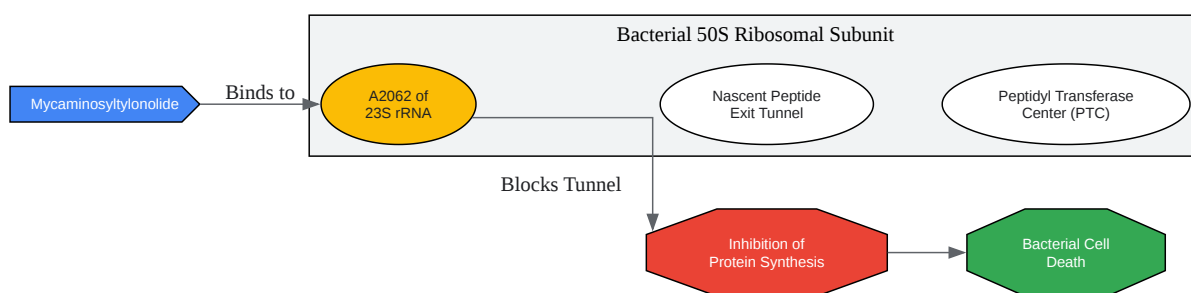 Bacterial 50S Ribosomal Subunit
Mycaminosyltylonolide
Binds to
A2062 of
23S rRNA
Nascent Peptide
Exit Tunnel
Peptidyl Transferase
Center (PTC)
Blocks Tunnel
Inhibition of
Protein Synthesis
Bacterial Cell
Death